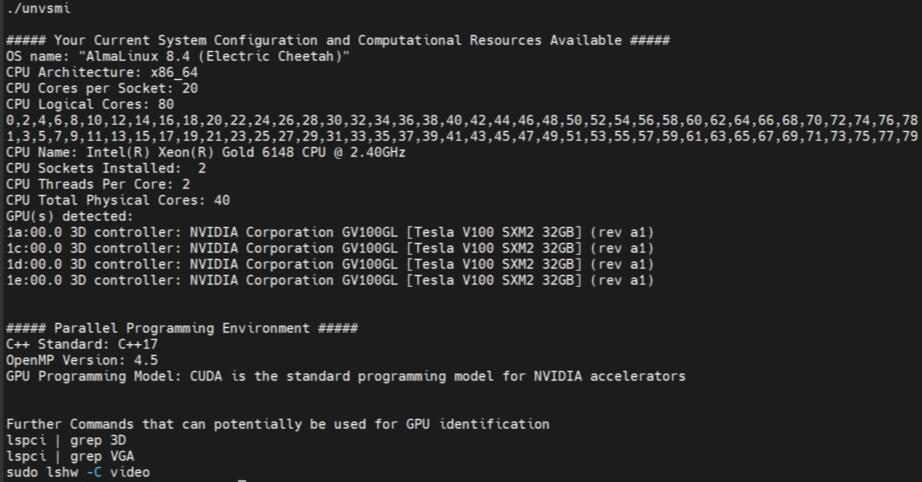 ./unvsmi
##### Your Current System Configuration and Computational Resources Available #####
OS name: "AlmaLinux 8.4 (Electric Cheetah)"
CPU Architecture: x86_64
CPU Cores per Socket: 20
CPU Logical Cores: 80
0,2,4,6,8,10,12,14,16,18,20,22,24,26,28,30,32,34,36,38,40,42,44,46,48,50,52,54,56,58,60,62,64,66,68,70,72,74,76,78
1,3,5,7,9,11,13,15,17,19,21,23,25,27,29,31,33,35,37,39,41,43,45,47,49,51,53,55,57,59,61,63,65,67,69,71,73,75,77,79
CPU Name: Intel(R) Xeon(R) Gold 6148 CPU @ 2.40GHz
CPU Sockets Installed:  2
CPU Threads Per Core: 2
CPU Total Physical Cores: 40
GPU(s) detected:
1a:00.0 3D controller: NVIDIA Corporation GV100GL [Tesla V100 SXM2 32GB] (rev a1)
1c:00.0 3D controller: NVIDIA Corporation GV100GL [Tesla V100 SXM2 32GB] (rev a1)
1d:00.0 3D controller: NVIDIA Corporation GV100GL [Tesla V100 SXM2 32GB] (rev a1)
1e:00.0 3D controller: NVIDIA Corporation GV100GL [Tesla V100 SXM2 32GB] (rev a1)
##### Parallel Programming Environment #####
C++ Standard: C++17
OpenMP Version: 4.5
GPU Programming Model: CUDA is the standard programming model for NVIDIA accelerators
Further Commands that can potentially be used for GPU identification
lspci | grep 3D
lspci | grep VGA
sudo lshw -C video